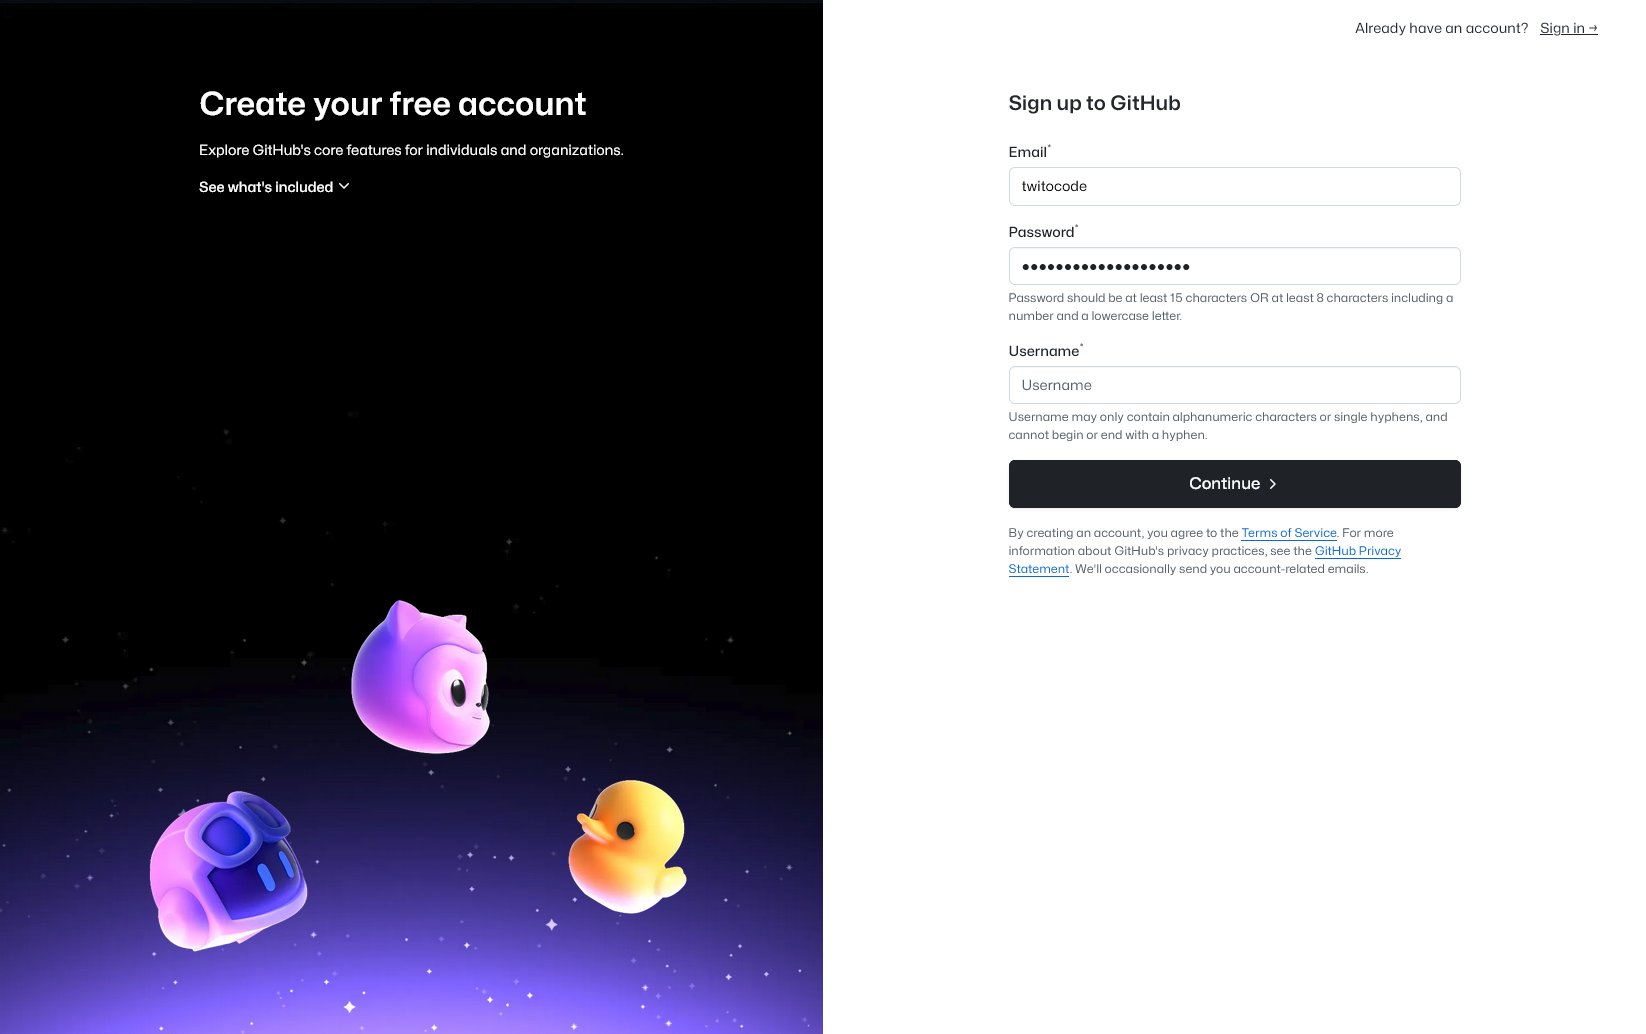 Already have an account? Sign in →
Create your free account
Explore GitHub's core features for individuals and organizations.
See what's included
Sign up to GitHub
Email*
twitocode
Password*
••••••••••••••••••••
Password should be at least 15 characters OR at least 8 characters including a
number and a lowercase letter.
Username*
Username
Username may only contain alphanumeric characters or single hyphens, and
cannot begin or end with a hyphen.
Continue
By creating an account, you agree to the Terms of Service. For more
information about GitHub's privacy practices, see the GitHub Privacy
Statement. We'll occasionally send you account-related emails.